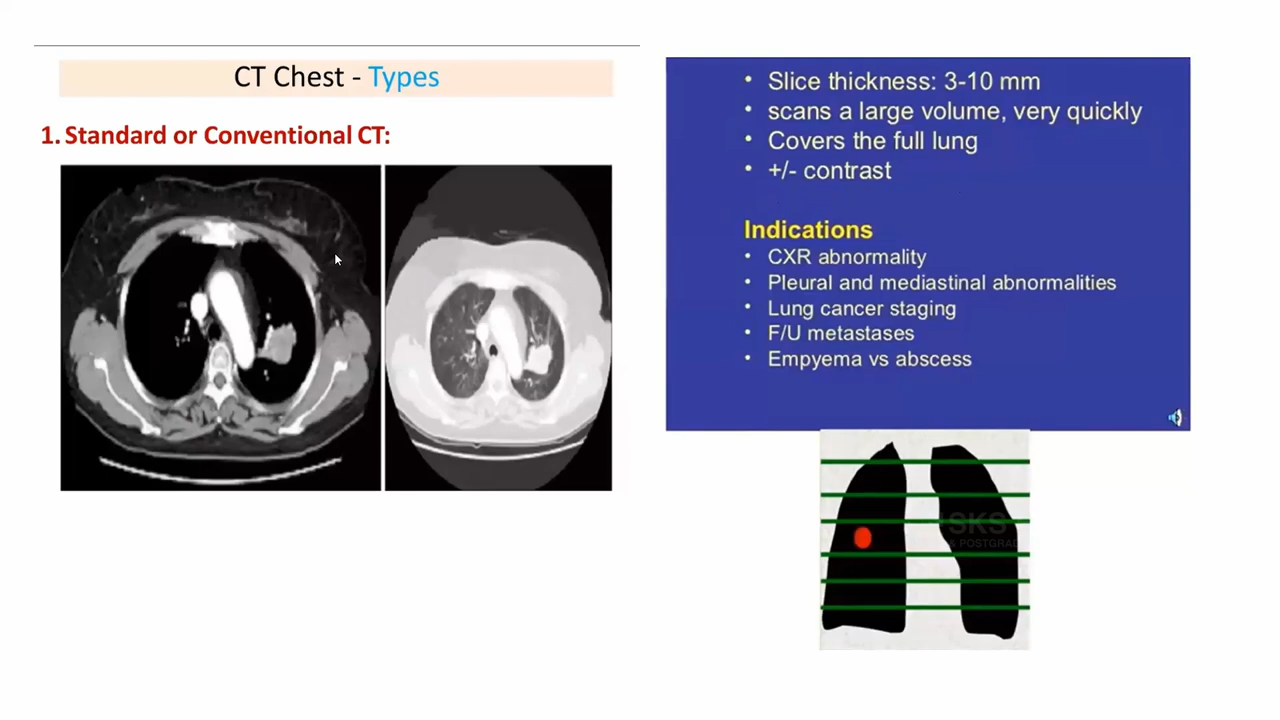 CT Chest - Types
1. Standard or Conventional CT:
• Slice thickness: 3-10 mm
• scans a large volume, very quickly
• Covers the full lung
• +/- contrast
Indications
• CXR abnormality
• Pleural and mediastinal abnormalities
• Lung cancer staging
• F/U metastases
• Empyema vs abscess
SKS